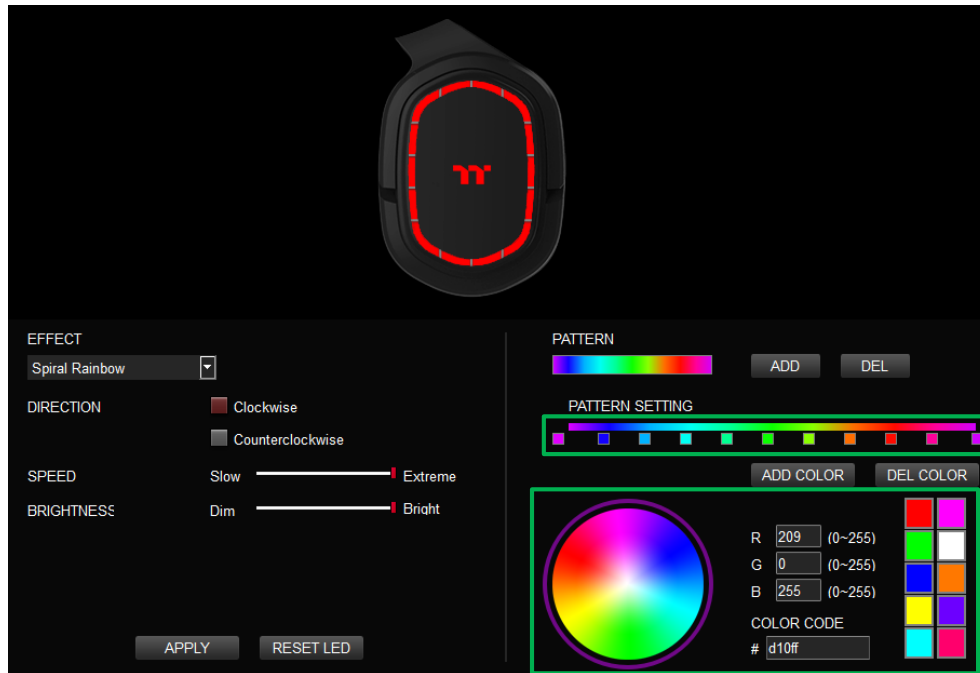 EFFECT
Spiral Rainbow
DIRECTION
Clockwise
Counterclockwise
SPEED
Slow
Extreme
BRIGHTNESS
Dim
Bright
APPLY
RESET LED
PATTERN
ADD
DEL
PATTERN SETTING
ADD COLOR
DEL COLOR
R 209 (0~255)
G 0 (0~255)
B 255 (0~255)
COLOR CODE
# d10ff